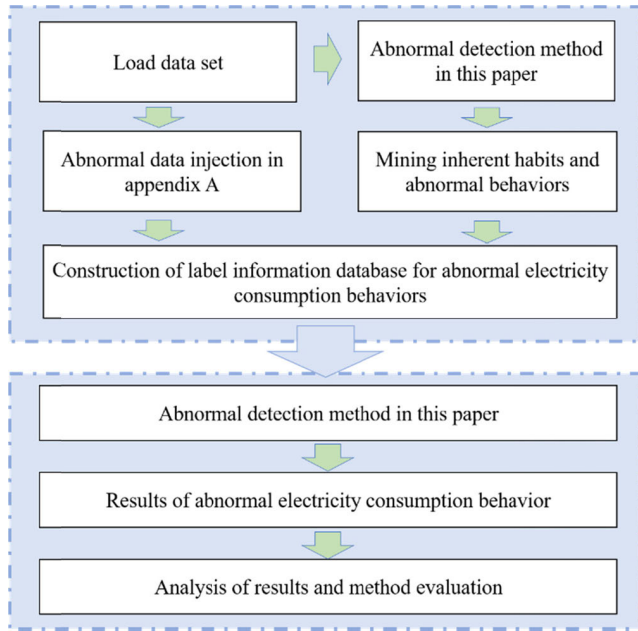 Load data set
Abnormal detection method
in this paper
Abnormal data injection in
appendix A
Mining inherent habits and
abnormal behaviors
Construction of label information database for abnormal electricity
consumption behaviors
Abnormal detection method in this paper
Results of abnormal electricity consumption behavior
Analysis of results and method evaluation